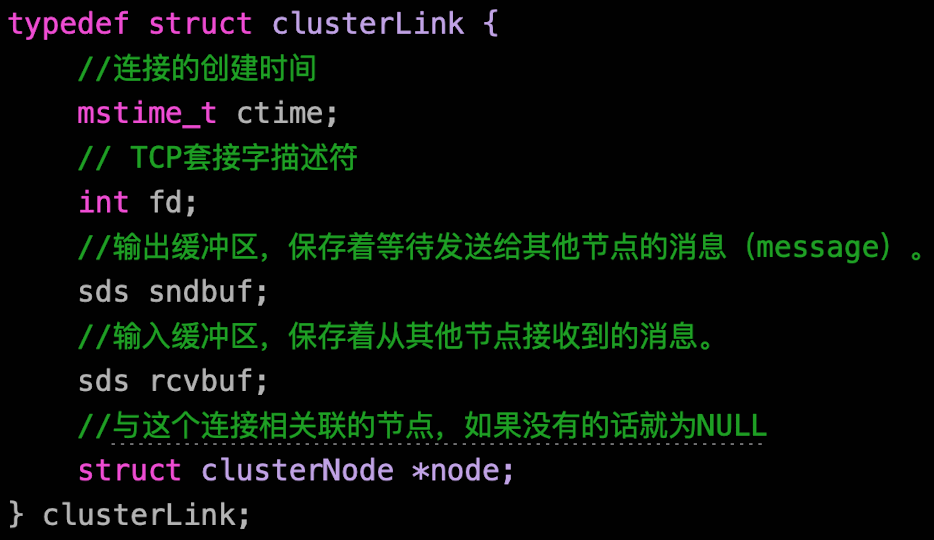 typedef struct clusterLink {
    //连接的创建时间
    mstime_t ctime;
    // TCP套接字描述符
    int fd;
    //输出缓冲区，保存着等待发送给其他节点的消息（message）。
    sds sndbuf;
    //输入缓冲区，保存着从其他节点接收到的消息。
    sds rcvbuf;
    //与这个连接相关联的节点，如果没有的话就为NULL
    struct clusterNode *node;
} clusterLink;